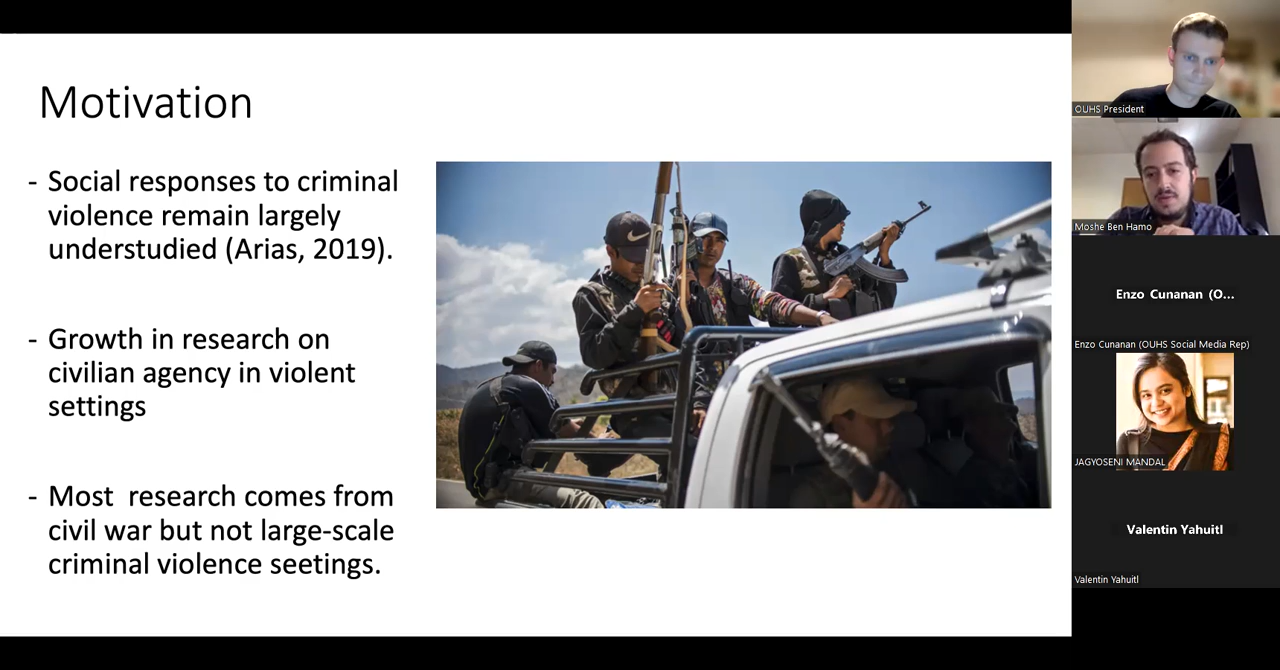 Motivation
- Social responses to criminal
violence remain largely
understudied (Arias, 2019).
- Growth in research on
civilian agency in violent
settings
- Most research comes from
civil war but not large-scale
criminal violence seetings.
OUHS President
Moshe Ben Hamo
Enzo Cunanan (O...
Enzo Cunanan (OUHS Social Media Rep)
JAGYOSENI MANDAL
Valentin Yahuitl
Valentin Yahuitl